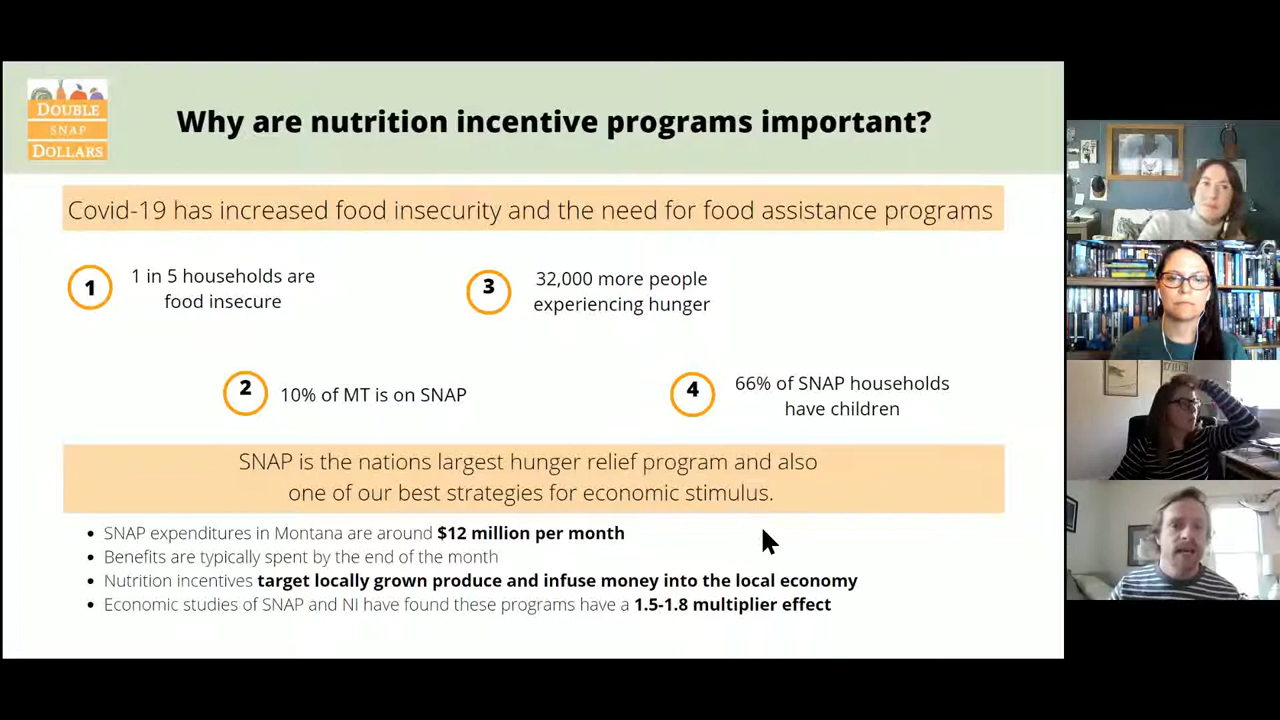 DOUBLE
SNAP
DOLLARS
Why are nutrition incentive programs important?
Covid-19 has increased food insecurity and the need for food assistance programs
1
1 in 5 households are
food insecure
3
32,000 more people
experiencing hunger
2
10% of MT is on SNAP
4
66% of SNAP households
have children
SNAP is the nations largest hunger relief program and also
one of our best strategies for economic stimulus.
• SNAP expenditures in Montana are around $12 million per month
• Benefits are typically spent by the end of the month
• Nutrition incentives target locally grown produce and infuse money into the local economy
• Economic studies of SNAP and NI have found these programs have a 1.5-1.8 multiplier effect